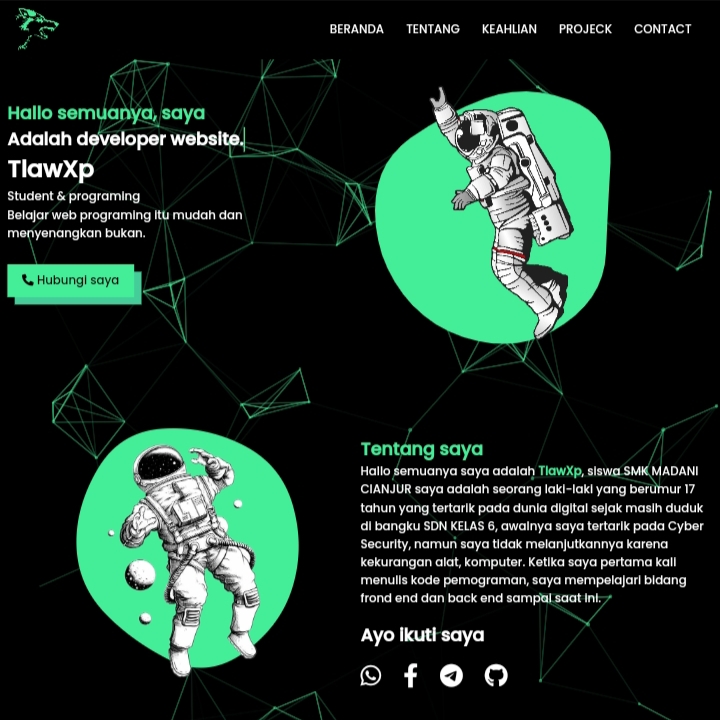 BERANDA TENTANG KEAHLIAN PROJECK CONTACT
Hallo semuanya, saya
Adalah developer website.
TlawXp
Student & programing
Belajar web programing itu mudah dan
menyenangkan bukan.
Hubungi saya
Tentang saya
Hallo semuanya saya adalah TlawXp, siswa SMK MADANI
CIANJUR saya adalah seorang laki-laki yang berumur 17
tahun yang tertarik pada dunia digital sejak masih duduk
di bangku SDN KELAS 6, awalnya saya tertarik pada Cyber
Security, namun saya tidak melanjutkannya karena
kekurangan alat, komputer. Ketika saya pertama kali
menulis kode pemograman, saya mempelajari bidang
frond end dan back end sampai saat ini.
Ayo ikuti saya